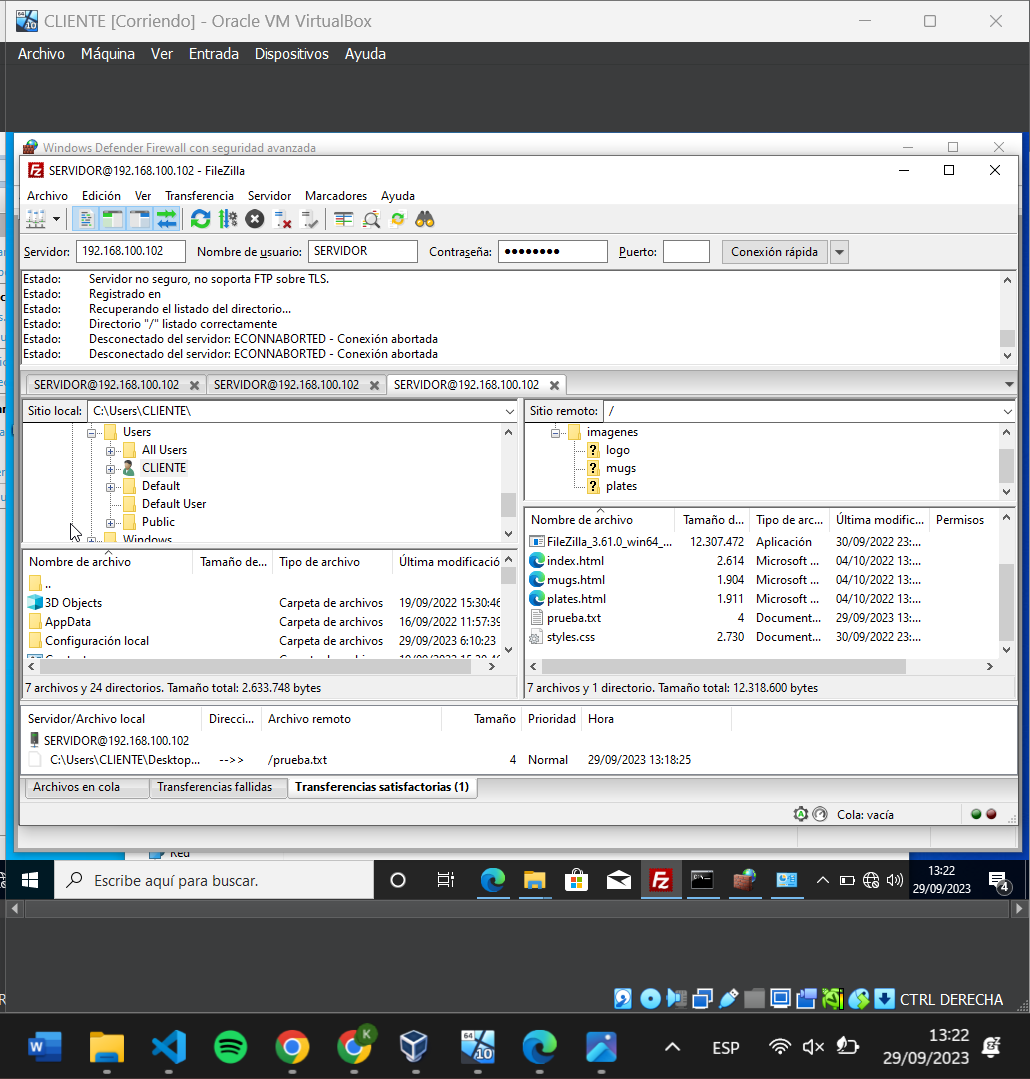 CLIENTE [Corriendo] - Oracle VM VirtualBox
Archivo Máquina Ver Entrada Dispositivos Ayuda
Windows Defender Firewall con seguridad avanzada
SERVIDOR@192.168.100.102 - FileZilla
Archivo Edición Ver Transferencia Servidor Marcadores Ayuda
Servidor: 192.168.100.102 Nombre de usuario: SERVIDOR Contraseña: ●●●●●●●● Puerto: Conexión rápida
Estado: Servidor no seguro, no soporta FTP sobre TLS.
Estado: Registrado en
Estado: Recuperando el listado del directorio...
Estado: Directorio "/" listado correctamente
Estado: Desconectado del servidor: ECONNABORTED - Conexión abortada
Estado: Desconectado del servidor: ECONNABORTED - Conexión abortada
SERVIDOR@192.168.100.102 SERVIDOR@192.168.100.102 SERVIDOR@192.168.100.102
Sitio local: C:\Users\CLIENTE\
Users
All Users
CLIENTE
Default
Default User
Public
Windows
Sitio remoto: /
imagenes
logo
mugs
plates
Nombre de archivo Tamaño de... Tipo de archivo Última modificació
..
3D Objects Carpeta de archivos 19/09/2022 15:30:46
AppData Carpeta de archivos 16/09/2022 11:57:39
Configuración local Carpeta de archivos 29/09/2023 6:10:23
7 archivos y 24 directorios. Tamaño total: 2.633.748 bytes
Nombre de archivo Tamaño d... Tipo de arc... Última modific... Permisos
FileZilla_3.61.0_win64_... 12.307.472 Aplicación 30/09/2022 23:...
index.html 2.614 Microsoft ... 04/10/2022 13:...
mugs.html 1.904 Microsoft ... 04/10/2022 13:...
plates.html 1.911 Microsoft ... 04/10/2022 13:...
prueba.txt 4 Document... 29/09/2023 13:...
styles.css 2.730 Document... 30/09/2022 23:...
7 archivos y 1 directorio. Tamaño total: 12.318.600 bytes
Servidor/Archivo local Direcci... Archivo remoto Tamaño Prioridad Hora
SERVIDOR@192.168.100.102
C:\Users\CLIENTE\Desktop... -->> /prueba.txt 4 Normal 29/09/2023 13:18:25
Archivos en cola Transferencias fallidas Transferencias satisfactorias (1)
Cola: vacía
Red
Escribe aquí para buscar.
13:22
29/09/2023
4
CTRL DERECHA
ESP
13:22
29/09/2023